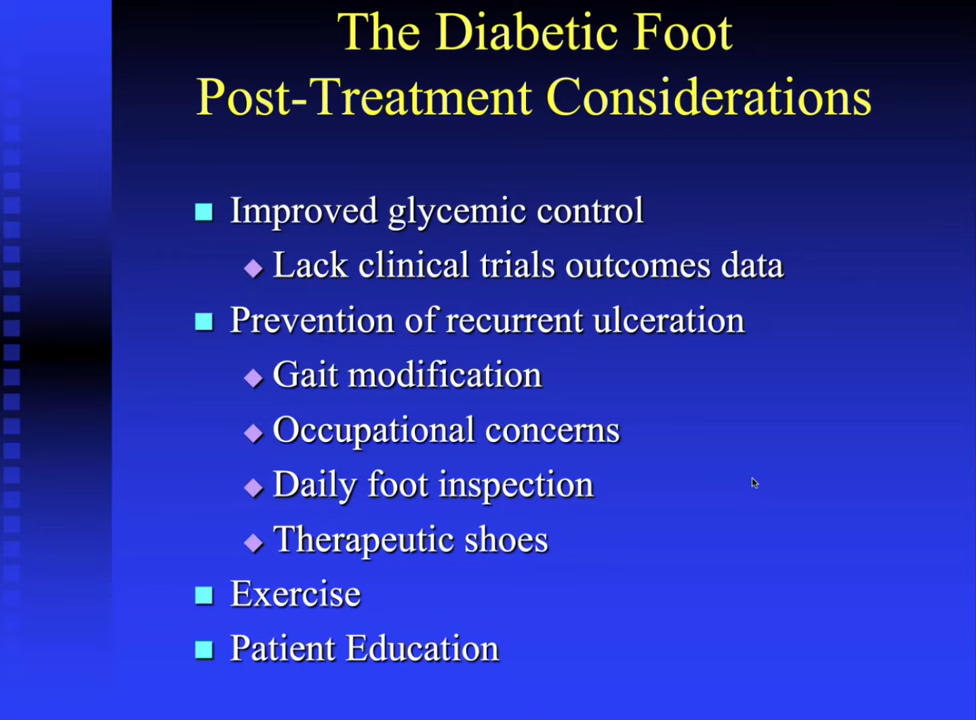 The Diabetic Foot
Post-Treatment Considerations
Improved glycemic control
Lack clinical trials outcomes data
Prevention of recurrent ulceration
Gait modification
Occupational concerns
Daily foot inspection
Therapeutic shoes
Exercise
Patient Education